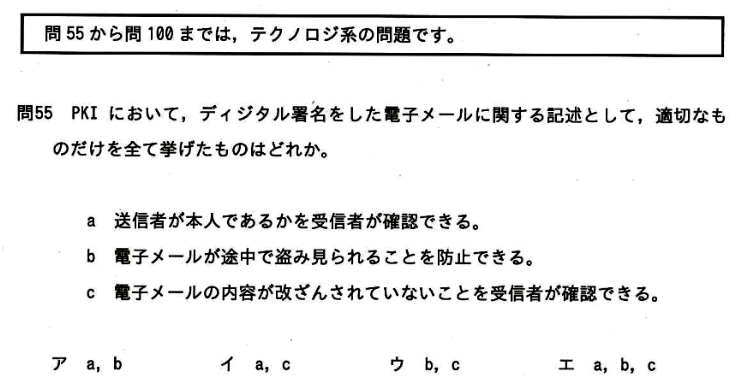 問55から問100までは，テクノロジ系の問題です。
問55 PKI において，ディジタル署名をした電子メールに関する記述として，適切なも
のだけを全て挙げたものはどれか。
a 送信者が本人であるかを受信者が確認できる。
b 電子メールが途中で盗み見られることを防止できる。
c 電子メールの内容が改ざんされていないことを受信者が確認できる。
ア a，b イ a，c ウ b，c エ a，b，c